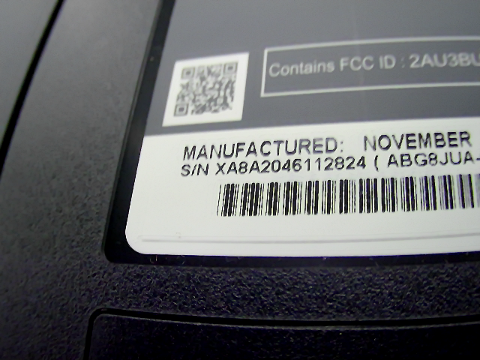 Contains FCC ID : 2AU3BU
MANUFACTURED: NOVEMBER
S/N XA8A2046112824 ( ABG8JUA-